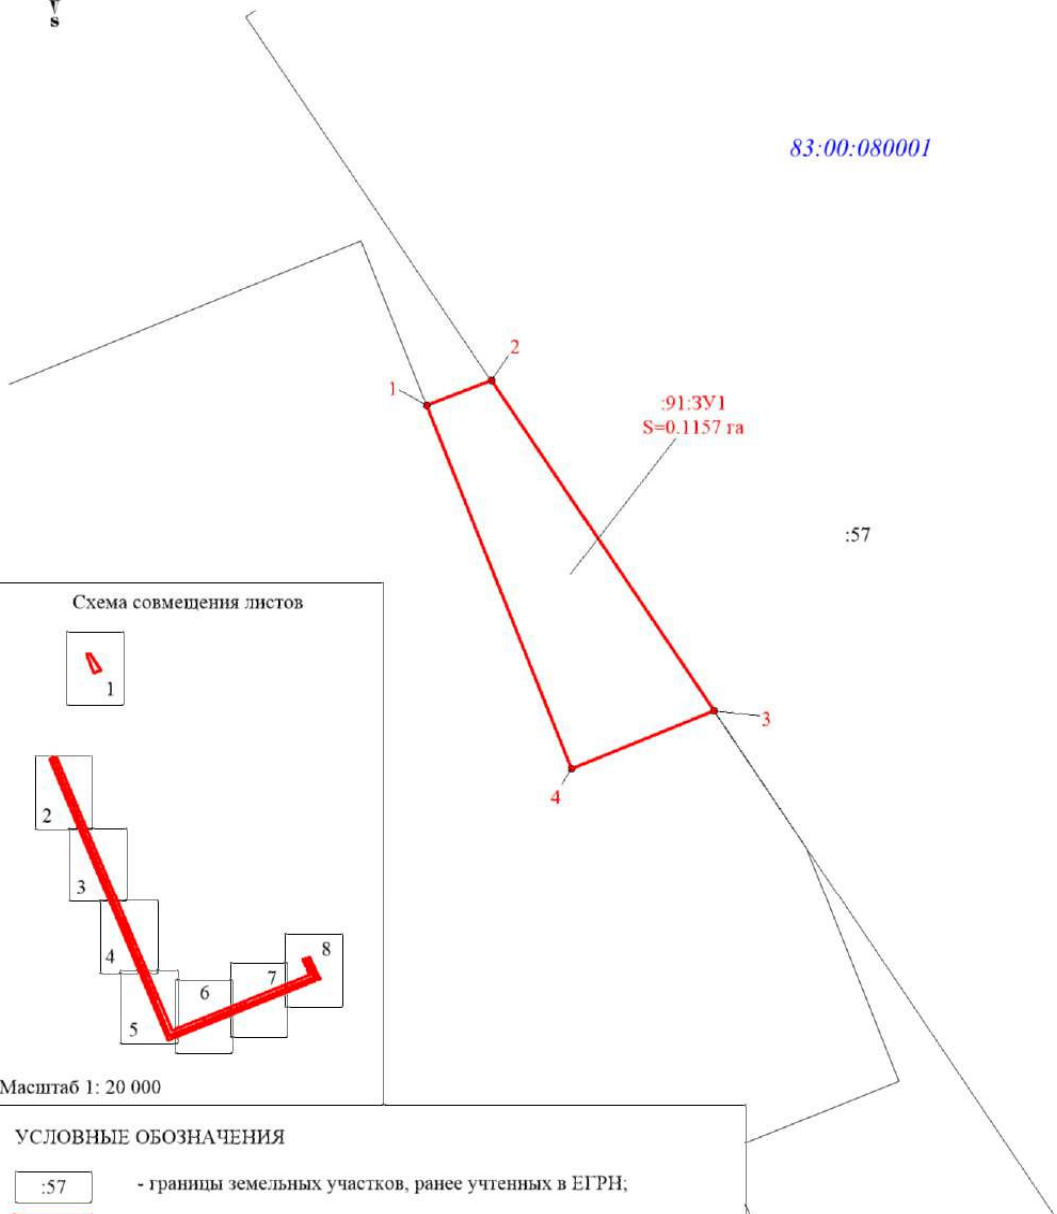 s
83:00:080001
2
1
:91:ЗУ1
S=0.1157 га
:57
3
4
Схема совмещения листов
1
2
3
4
5
6
7
8
Масштаб 1: 20 000
УСЛОВНЫЕ ОБОЗНАЧЕНИЯ
:57 - границы земельных участков, ранее учтенных в ЕГРН;